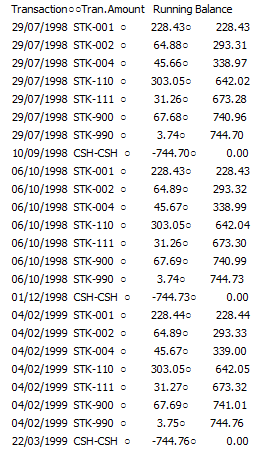 Transaction○○Tran.Amount Running Balance
29/07/1998 STK-001 ○ 228.43○ 228.43
29/07/1998 STK-002 ○ 64.88○ 293.31
29/07/1998 STK-004 ○ 45.66○ 338.97
29/07/1998 STK-110 ○ 303.05○ 642.02
29/07/1998 STK-111 ○ 31.26○ 673.28
29/07/1998 STK-900 ○ 67.68○ 740.96
29/07/1998 STK-990 ○ 3.74○ 744.70
10/09/1998 CSH-CSH ○ -744.70○ 0.00
06/10/1998 STK-001 ○ 228.43○ 228.43
06/10/1998 STK-002 ○ 64.89○ 293.32
06/10/1998 STK-004 ○ 45.67○ 338.99
06/10/1998 STK-110 ○ 303.05○ 642.04
06/10/1998 STK-111 ○ 31.26○ 673.30
06/10/1998 STK-900 ○ 67.69○ 740.99
06/10/1998 STK-990 ○ 3.74○ 744.73
01/12/1998 CSH-CSH ○ -744.73○ 0.00
04/02/1999 STK-001 ○ 228.44○ 228.44
04/02/1999 STK-002 ○ 64.89○ 293.33
04/02/1999 STK-004 ○ 45.67○ 339.00
04/02/1999 STK-110 ○ 303.05○ 642.05
04/02/1999 STK-111 ○ 31.27○ 673.32
04/02/1999 STK-900 ○ 67.69○ 741.01
04/02/1999 STK-990 ○ 3.75○ 744.76
22/03/1999 CSH-CSH ○ -744.76○ 0.00